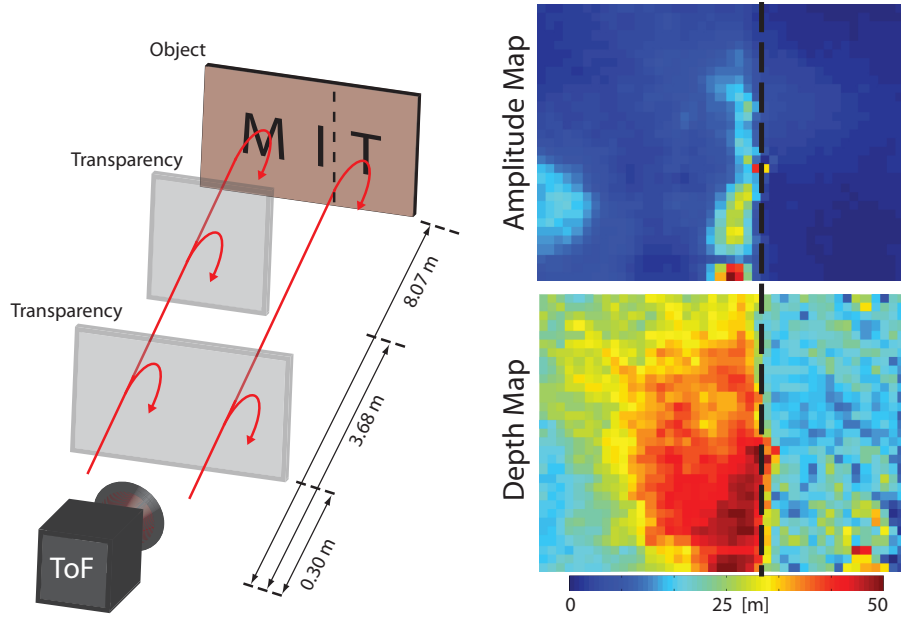 Object
M I T
Transparency
Transparency
8.07 m
3.68 m
0.30 m
ToF
Amplitude Map
Depth Map
0 25 [m] 50